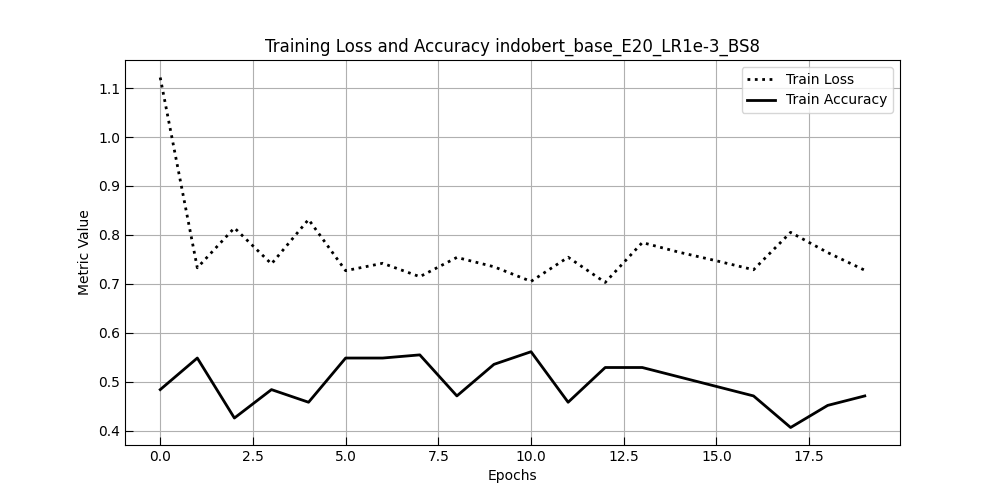 Training Loss and Accuracy indobert_base_E20_LR1e-3_BS8
Train Loss
Train Accuracy
Metric Value
1.1
1.0
0.9
0.8
0.7
0.6
0.5
0.4
0.0 2.5 5.0 7.5 10.0 12.5 15.0 17.5
Epochs